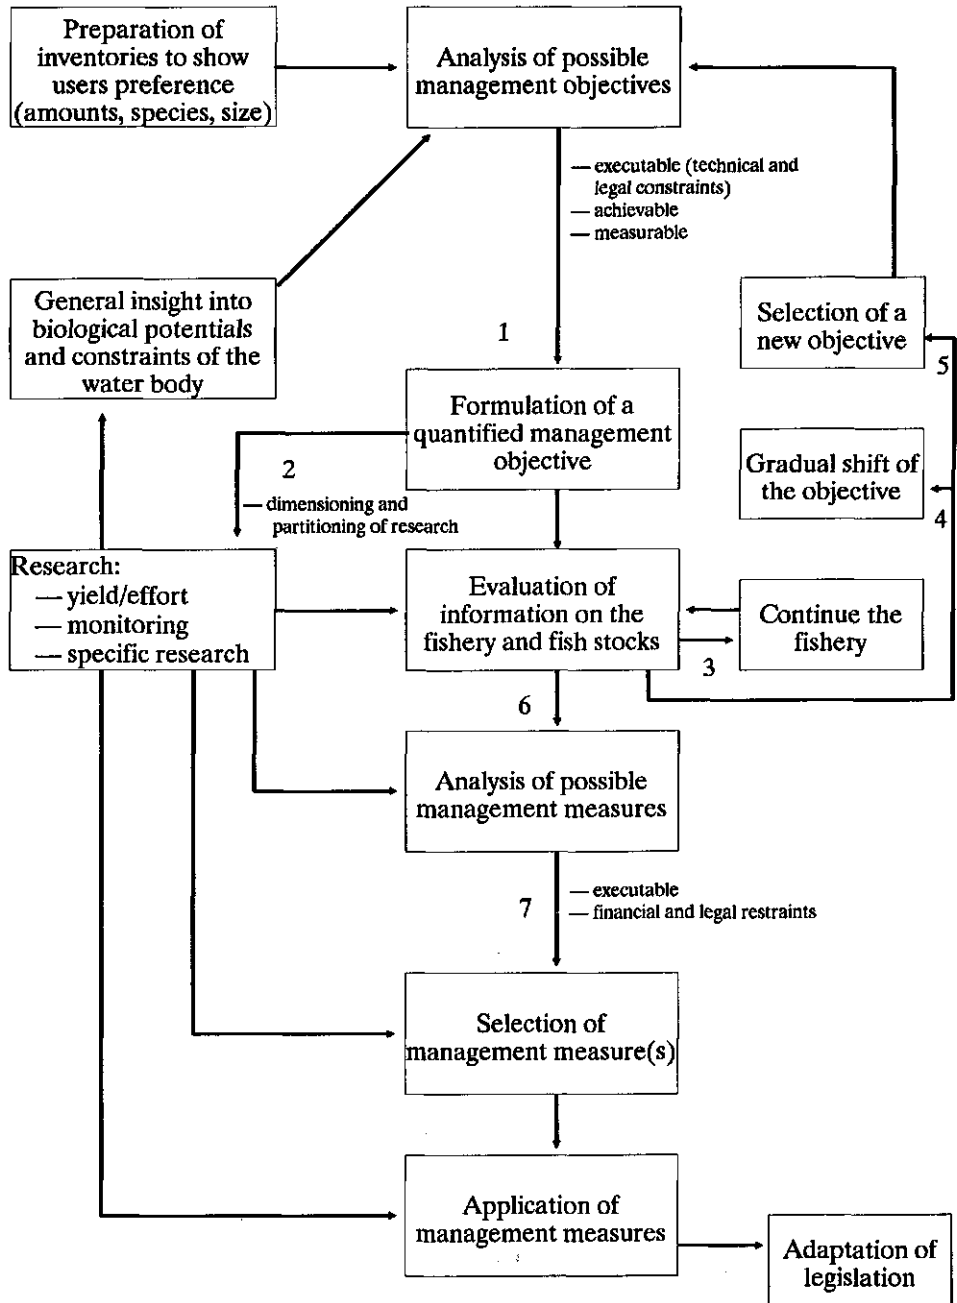 Preparation of
inventories to show
users preference
(amounts, species, size)
Analysis of possible
management objectives
— executable (technical and
legal constraints)
— achievable
— measurable
General insight into
biological potentials
and constraints of the
water body
1
Selection of a
new objective
5
Formulation of a
quantified management
objective
2
— dimensioning and
partitioning of research
Gradual shift of
the objective
4
Research:
— yield/effort
— monitoring
— specific research
Evaluation of
information on the
fishery and fish stocks
Continue the
fishery
3
6
Analysis of possible
management measures
7
— executable
— financial and legal restraints
Selection of
management measure(s)
Application of
management measures
Adaptation of
legislation